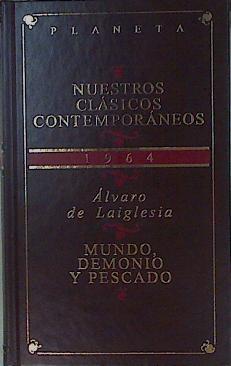 PLANETA
NUESTROS
CLÁSICOS
CONTEMPORÁNEOS
1964
Álvaro
de Laiglesia
MUNDO,
DEMONIO
Y PESCADO